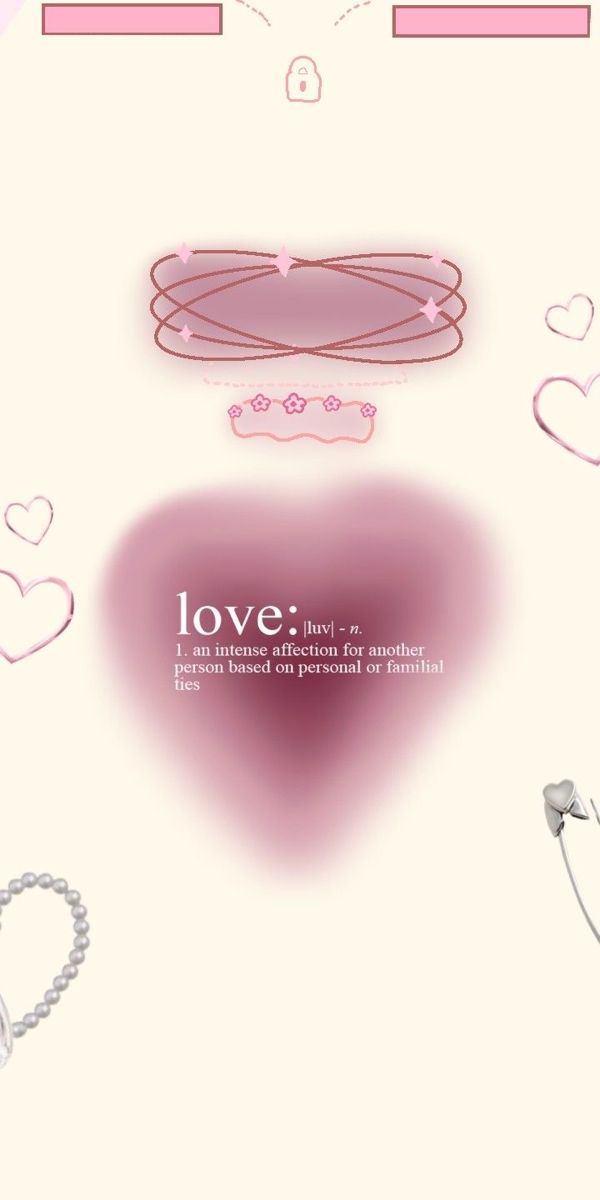 love: |luv| - n.
1. an intense affection for another
person based on personal or familial
ties